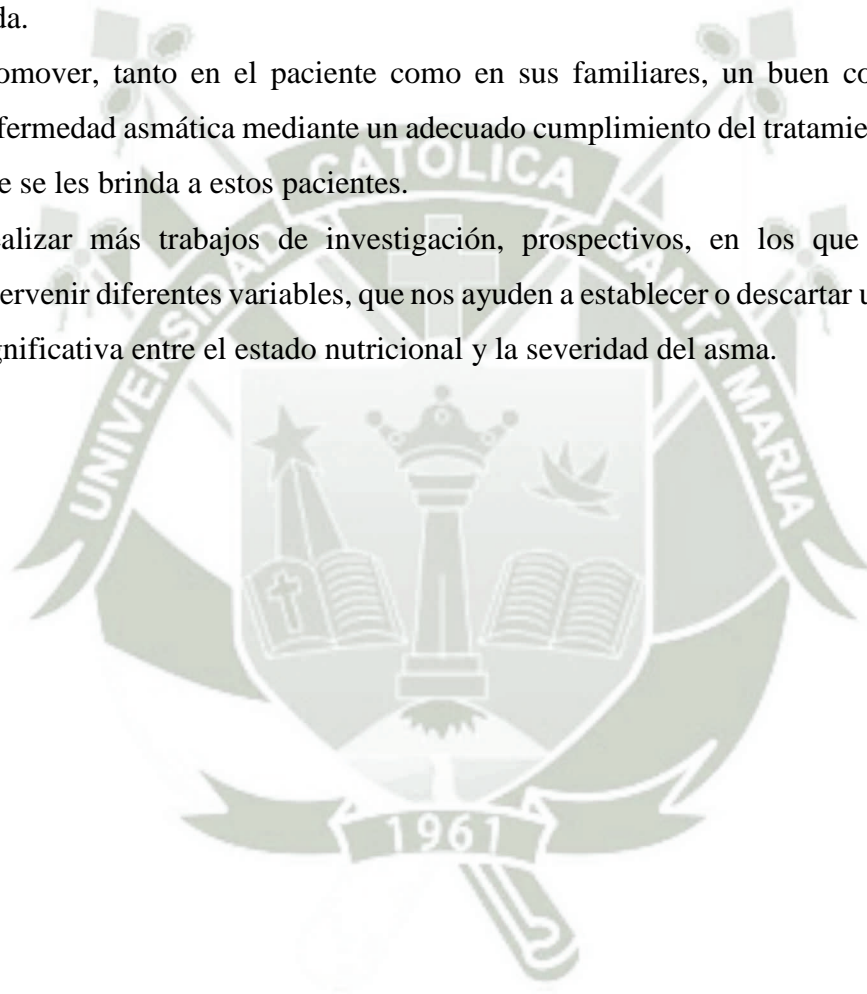 da.
omover, tanto en el paciente como en sus familiares, un buen co
fermedad asmática mediante un adecuado cumplimiento del tratamie
e se les brinda a estos pacientes.
alizar más trabajos de investigación, prospectivos, en los que
ervenir diferentes variables, que nos ayuden a establecer o descartar u
gnificativa entre el estado nutricional y la severidad del asma.
UNIVERSIDAD CATOLICA SANTA MARIA
1961